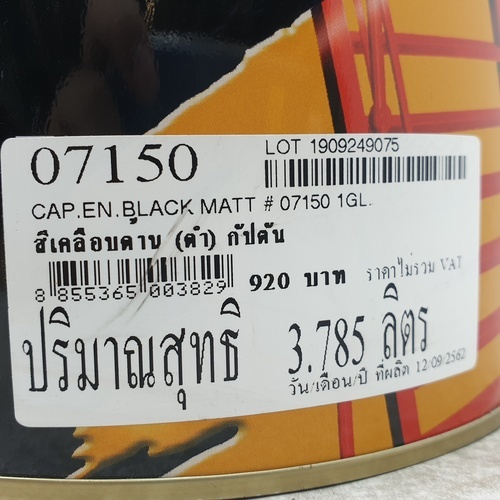 07150
LOT 1909249075
CAP.EN.BLACK MATT # 07150 1GL.
สีเคลือบด้าน (ดำ) กัปตัน
8 855365 003829
920 บาท ราคาไม่รวม VAT
ปริมาณสุทธิ 3.785 ลิตร
วัน/เดือน/ปี ที่ผลิต 12/09/2562